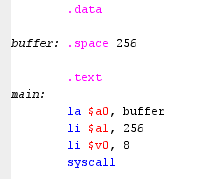 .data
buffer: .space 256
.text
main:
la $a0, buffer
li $a1, 256
li $v0, 8
syscall